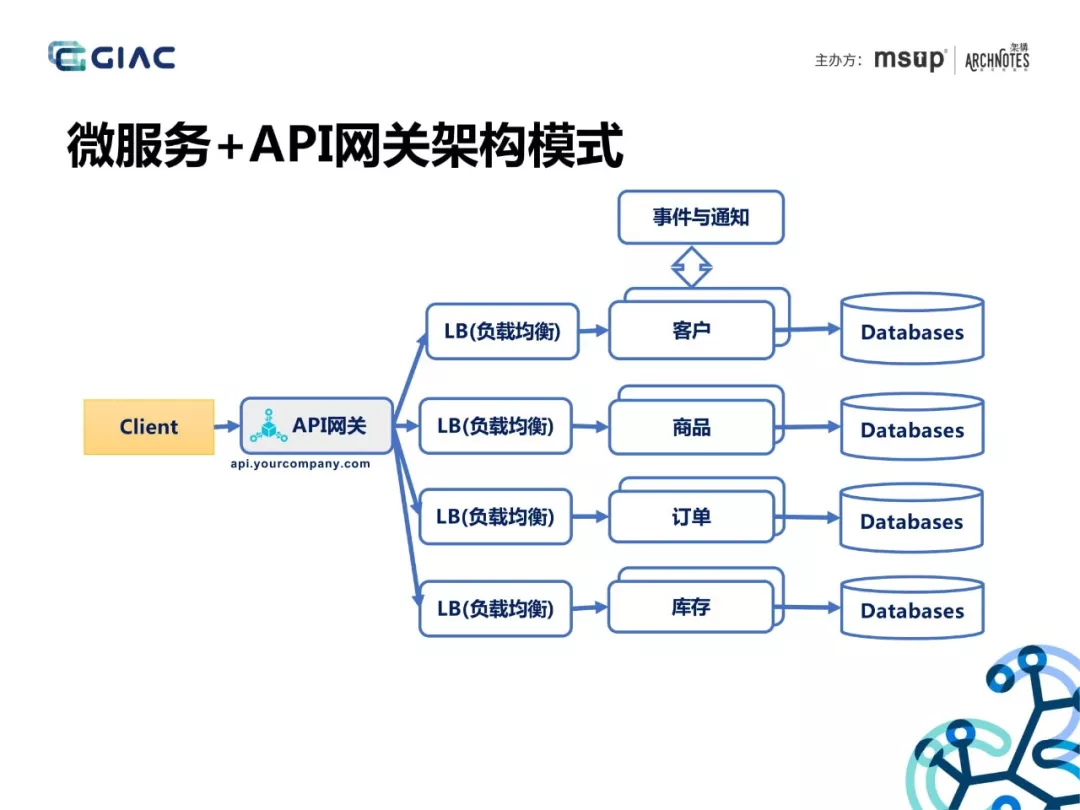 GIAC
主办方：
msup
架構
ARCHNOTES
微服务+API网关架构模式
事件与通知
LB(负载均衡)
客户
Databases
Client
API网关
api.yourcompany.com
LB(负载均衡)
商品
Databases
LB(负载均衡)
订单
Databases
LB(负载均衡)
库存
Databases